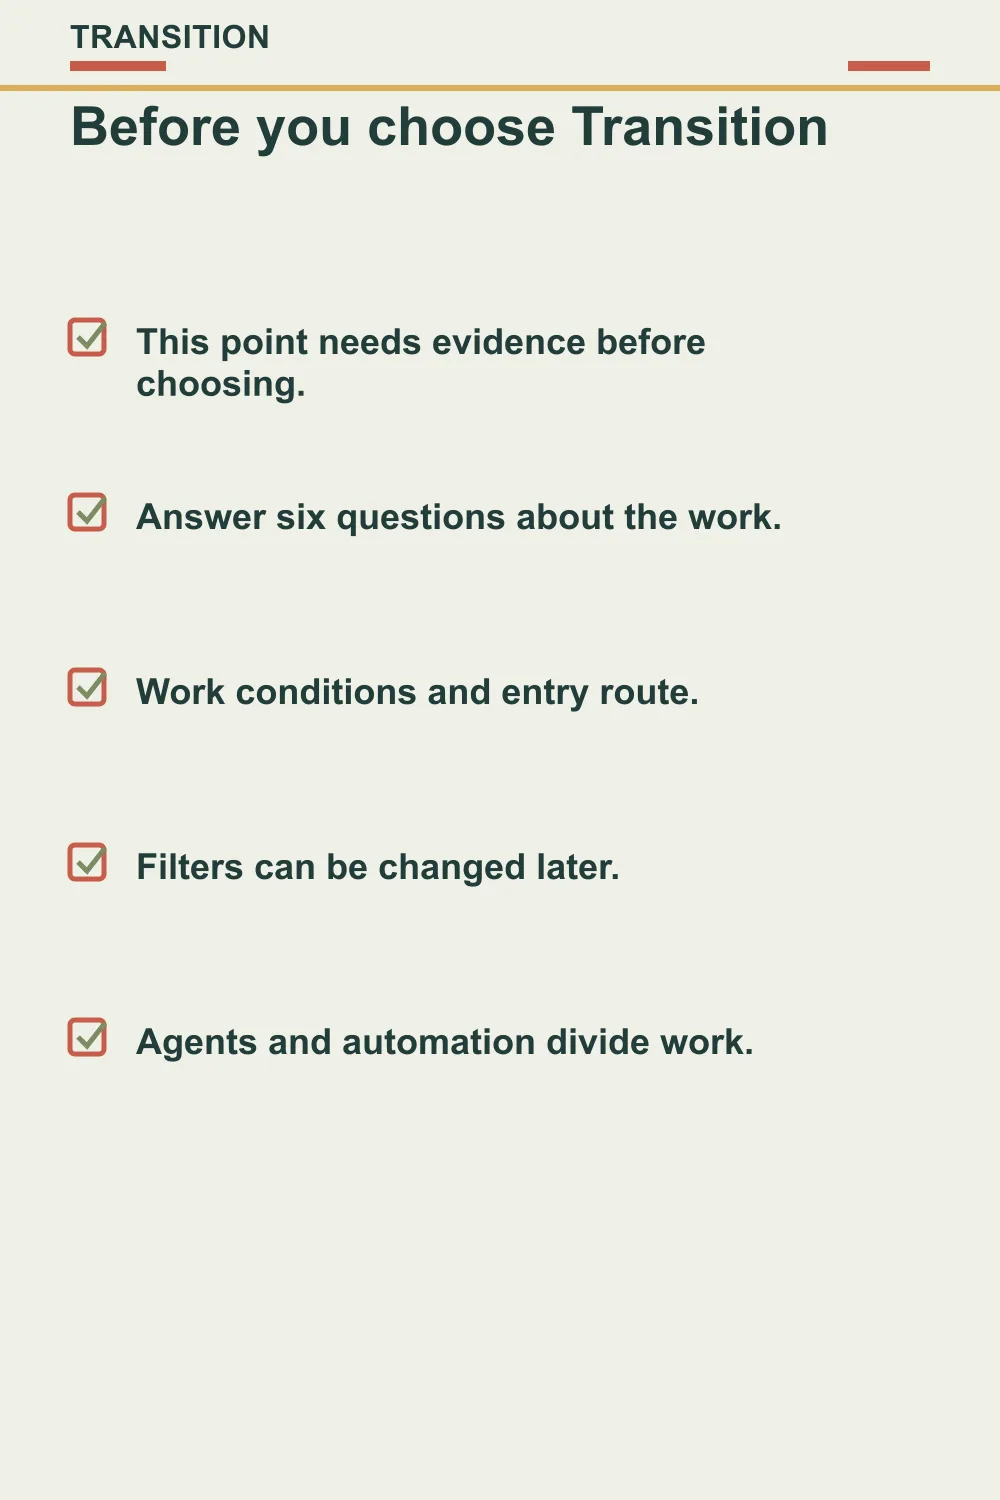 TRANSITION
Before you choose Transition
This point needs evidence before
choosing.
Answer six questions about the work.
Work conditions and entry route.
Filters can be changed later.
Agents and automation divide work.